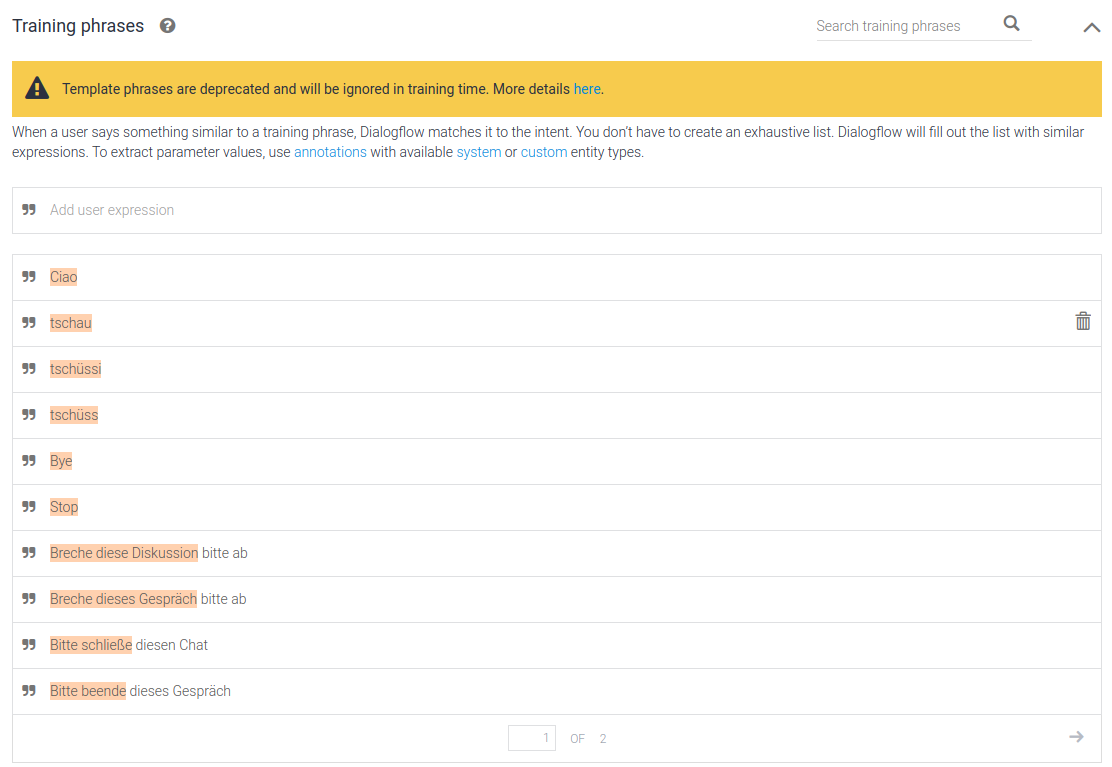 Training phrases
Search training phrases
Template phrases are deprecated and will be ignored in training time. More details here.
When a user says something similar to a training phrase, Dialogflow matches it to the intent. You don't have to create an exhaustive list. Dialogflow will fill out the list with similar
expressions. To extract parameter values, use annotations with available system or custom entity types.
Add user expression
Ciao
tschau
tschüssi
tschüss
Bye
Stop
Breche diese Diskussion bitte ab
Breche dieses Gespräch bitte ab
Bitte schließe diesen Chat
Bitte beende dieses Gespräch
1 OF 2